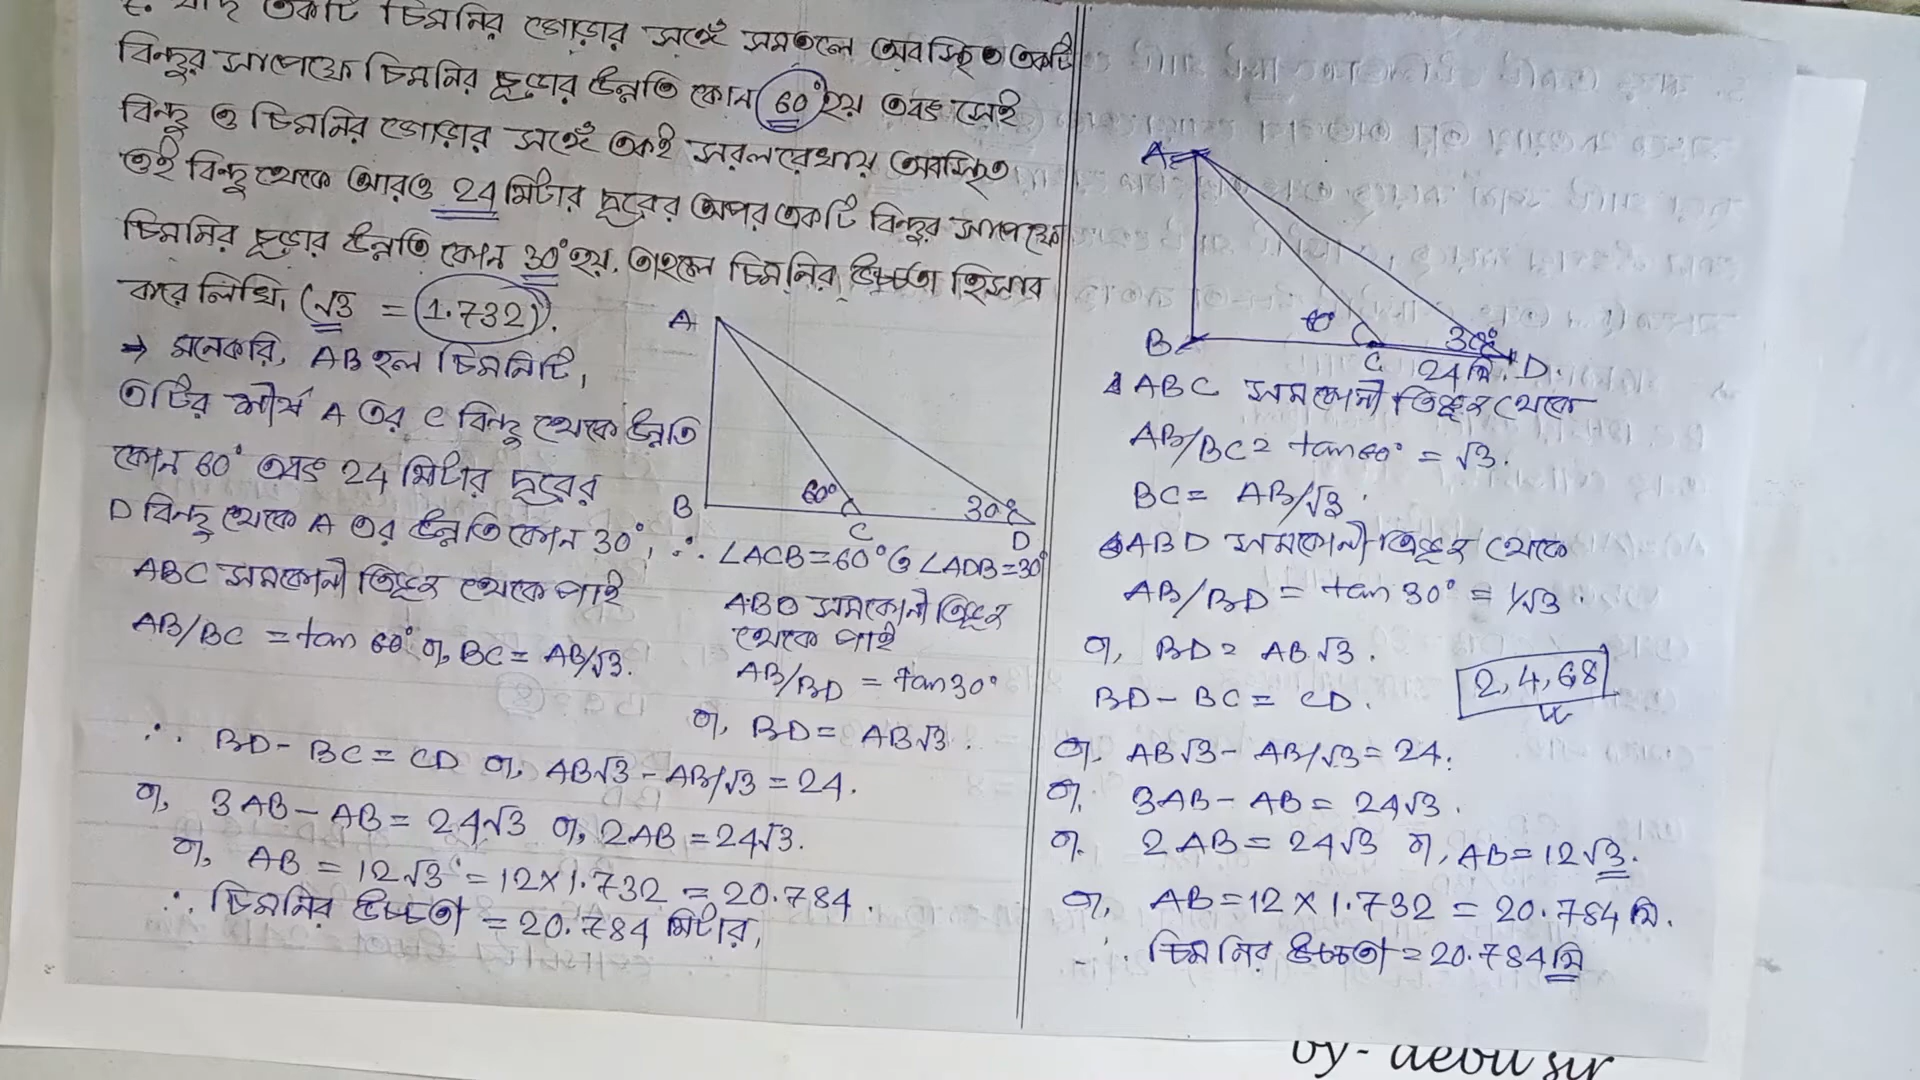 একটি চিমনির গোড়ার সঙ্গে সমতলে অবস্থিত একটি
বিন্দুর সাপেক্ষে চিমনির চূড়ার উন্নতি কোন 60° হয় এবং সেই
বিন্দু ও চিমনির গোড়ার সঙ্গে একই সরলরেখায় অবস্থিত
ওই বিন্দু থেকে আরও 24 মিটার দূরের অপর একটি বিন্দুর সাপেক্ষে
চিমনির চূড়ার উন্নতি কোন 30° হয়, তাহলে চিমনির উচ্চতা হিসাব
করে লিখি। (√3 = 1.732).
→ মনেকরি, AB হল চিমনিটি,
এটির শীর্ষ A এর C বিন্দু থেকে উন্নতি
কোন 60° এবং 24 মিটার দূরের
D বিন্দু থেকে A এর উন্নতি কোন 30°,
A
B
60°
C
30°
D
∴ ∠ACB=60° ও ∠ADB=30°
ABC সমকোনী ত্রিভুজ থেকে পাই
AB/BC = tan 60° বা, BC = AB/√3.
ABD সমকোনী ত্রিভুজ
থেকে পাই
AB/BD = tan30°
বা, BD = AB√3.
∴ BD - BC = CD বা, AB√3 - AB/√3 = 24.
বা, 3AB - AB = 24√3 বা, 2AB = 24√3.
বা, AB = 12√3 = 12×1.732 = 20.784.
∴ চিমনির উচ্চতা = 20.784 মিটার,
A
B
C
30°
24 মি.
D.
ABC সমকোনী ত্রিভুজ থেকে
AB/BC = tan60° = √3.
BC = AB/√3.
ABD সমকোনী ত্রিভুজ থেকে
AB/BD = tan 30° = 1/√3.
বা, BD = AB√3.
BD - BC = CD.
2,4,68
বা, AB√3 - AB/√3 = 24.
বা, 3AB - AB = 24√3.
বা, 2AB = 24√3 বা, AB = 12√3.
বা, AB = 12 × 1.732 = 20.784 মি.
∴ চিমনির উচ্চতা = 20.784 মি
by- debu sir